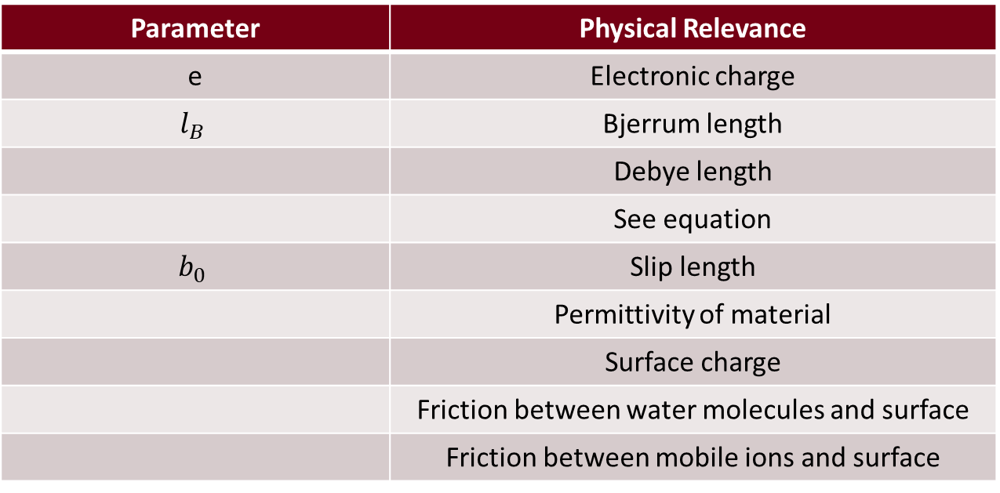 Parameter Physical Relevance
e Electronic charge
l_B Bjerrum length
Debye length
See equation
b_0 Slip length
Permittivity of material
Surface charge
Friction between water molecules and surface
Friction between mobile ions and surface